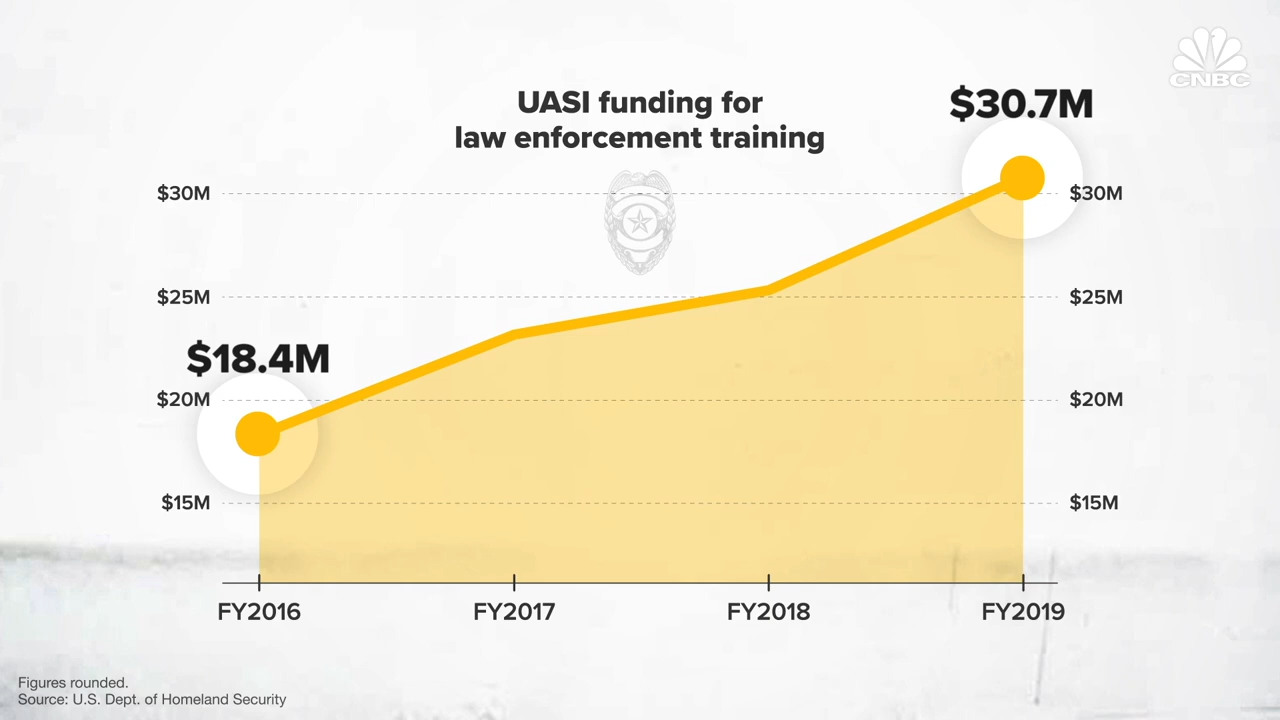 CNBC
UASI funding for
law enforcement training
$30.7M
$18.4M
$30M
$30M
$25M
$25M
$20M
$20M
$15M
$15M
FY2016
FY2017
FY2018
FY2019
Figures rounded.
Source: U.S. Dept. of Homeland Security